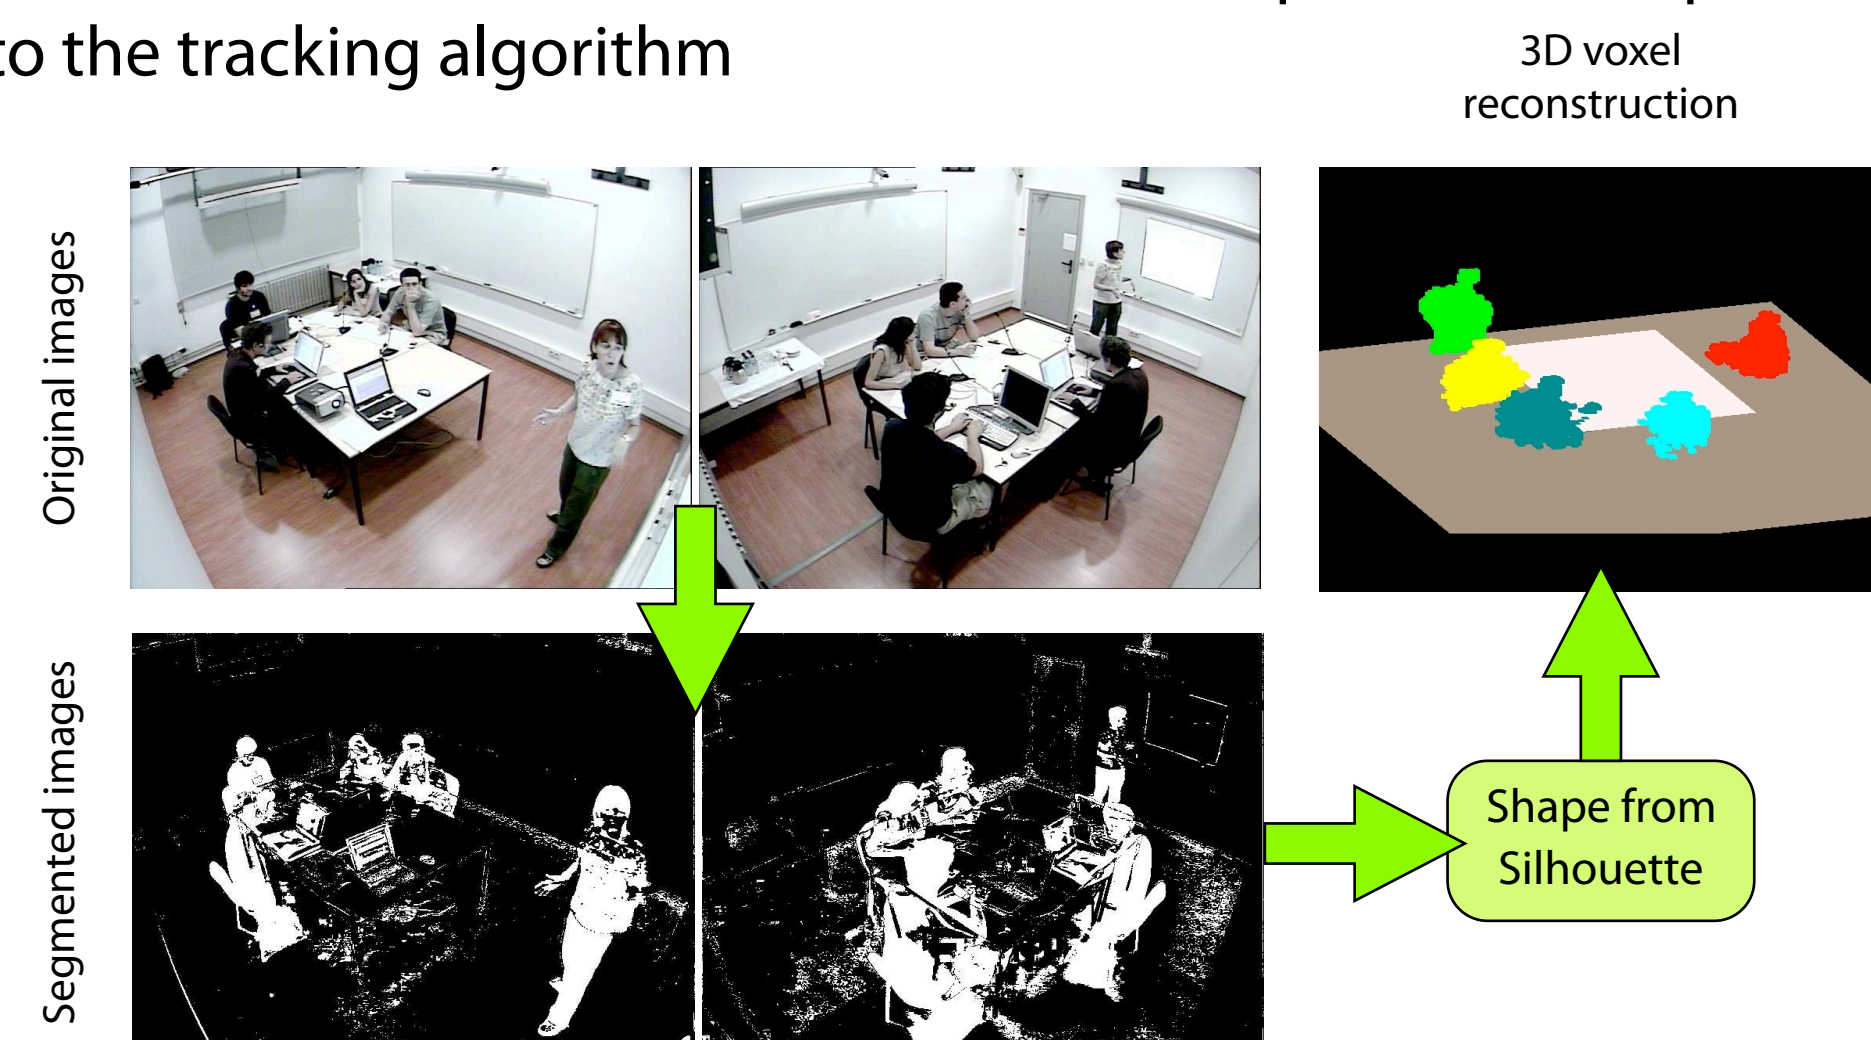 to the tracking algorithm
3D voxel
reconstruction
Original images
Segmented images
Shape from
Silhouette